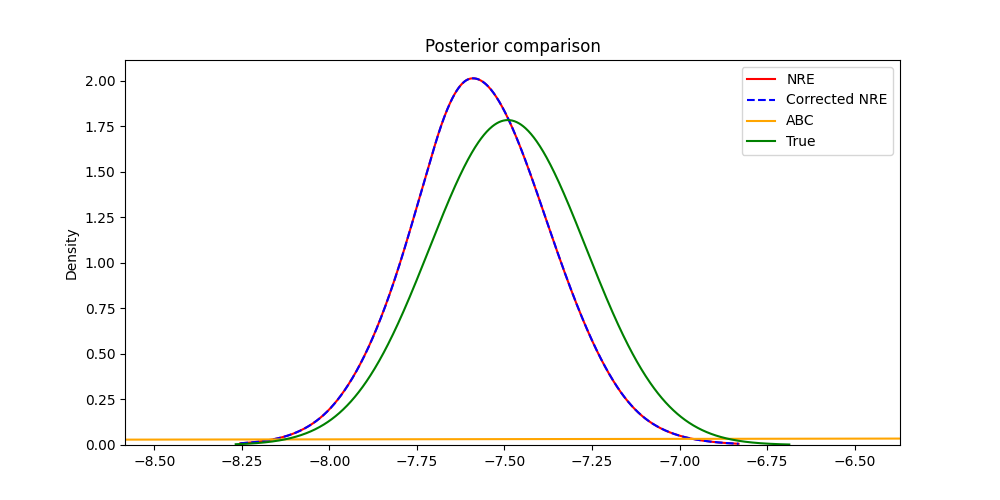 Posterior comparison
NRE
Corrected NRE
ABC
True
Density
2.00
1.75
1.50
1.25
1.00
0.75
0.50
0.25
0.00
−8.50 −8.25 −8.00 −7.75 −7.50 −7.25 −7.00 −6.75 −6.50